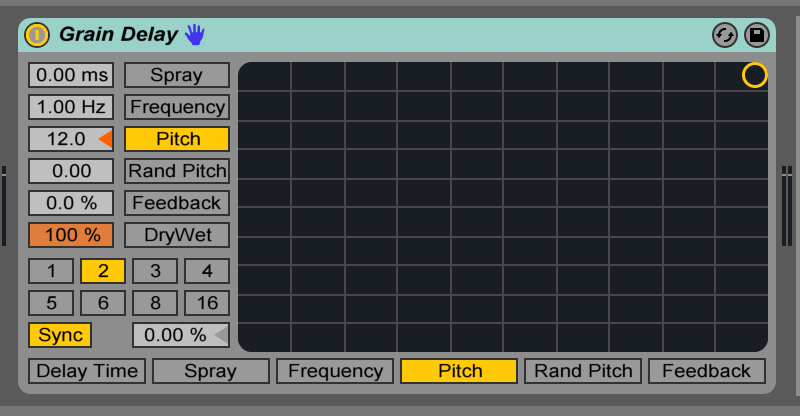 Grain Delay
0.00 ms Spray
1.00 Hz Frequency
12.0 Pitch
0.00 Rand Pitch
0.0 % Feedback
100 % DryWet
1 2 3 4
5 6 8 16
Sync 0.00 %
Delay Time Spray Frequency Pitch Rand Pitch Feedback